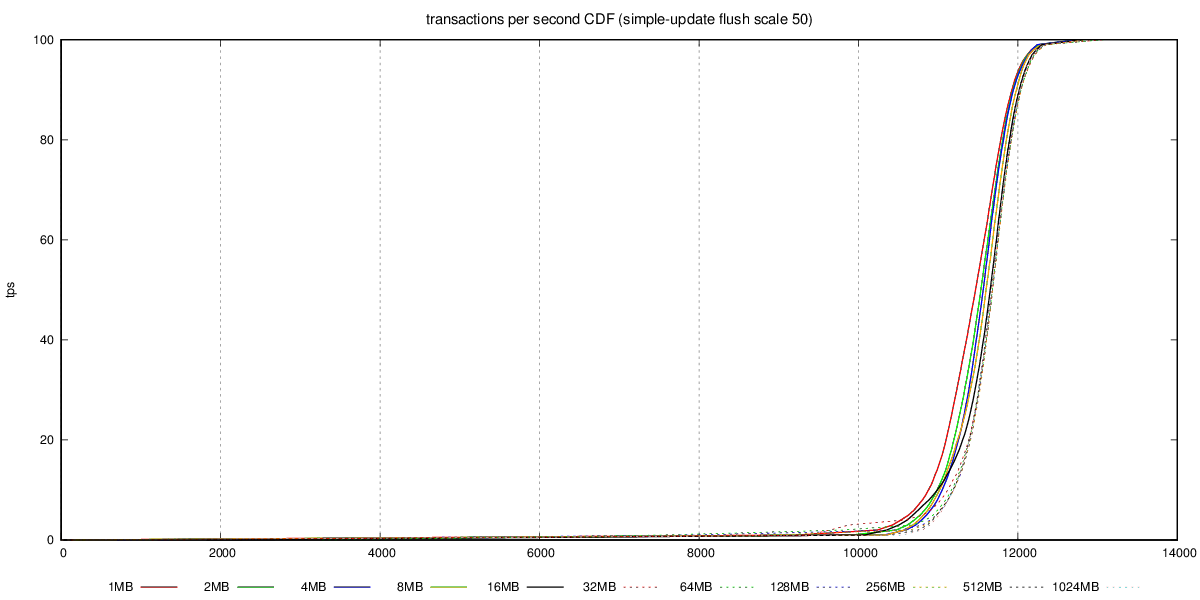 transactions per second CDF (simple-update flush scale 50)
100
80
60
40
20
0
tps
0 2000 4000 6000 8000 10000 12000 14000
1MB 2MB 4MB 8MB 16MB 32MB 64MB 128MB 256MB 512MB 1024MB